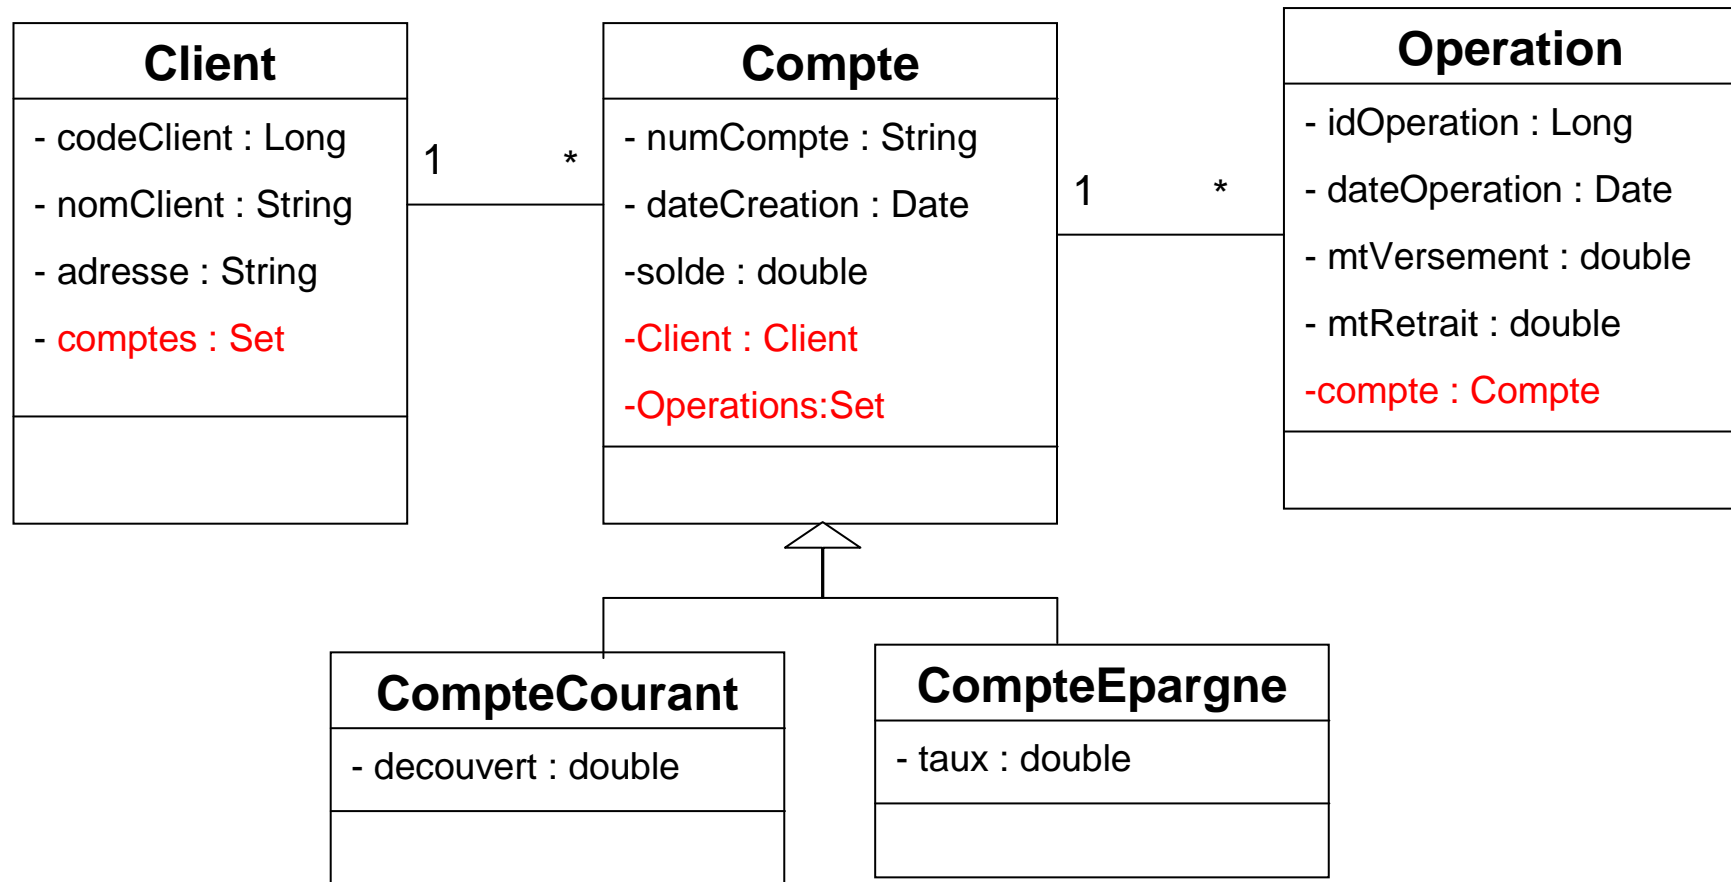 Client
- codeClient : Long
- nomClient : String
- adresse : String
- comptes : Set
1
*
Compte
- numCompte : String
- dateCreation : Date
-solde : double
-Client : Client
-Operations:Set
1
*
Operation
- idOperation : Long
- dateOperation : Date
- mtVersement : double
- mtRetrait : double
-compte : Compte
CompteCourant
- decouvert : double
CompteEpargne
- taux : double